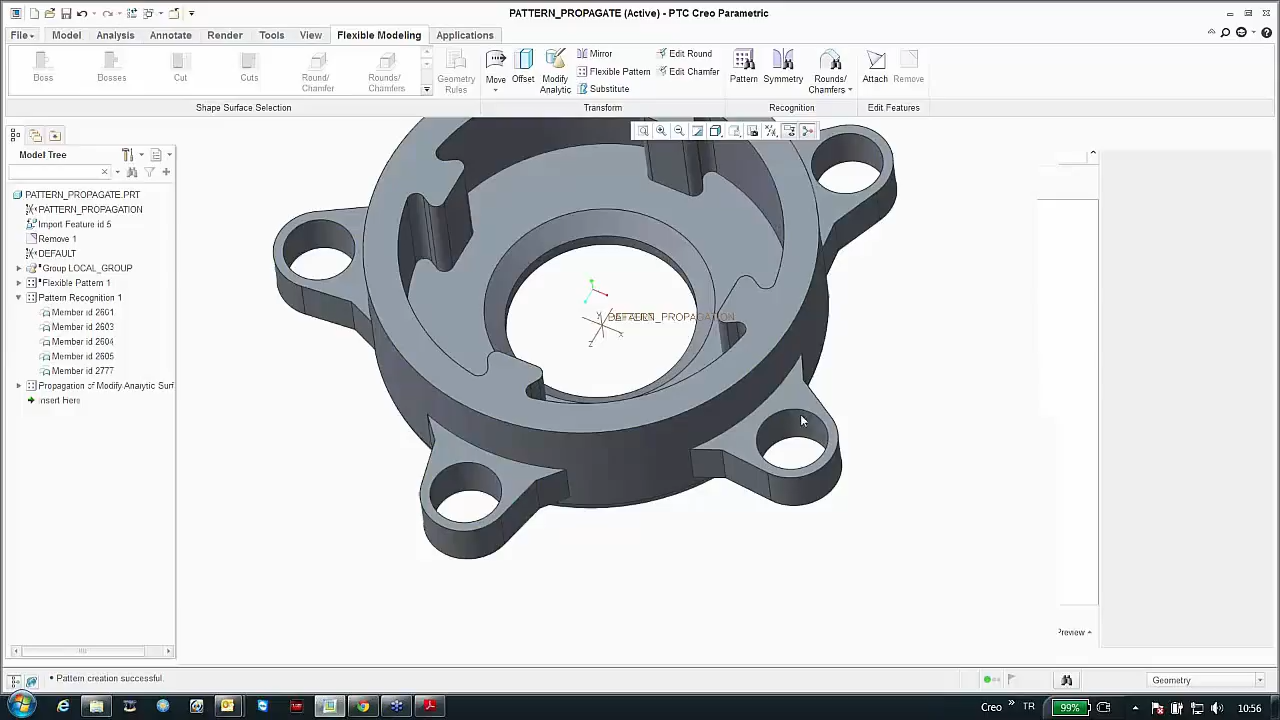 PATTERN_PROPAGATE (Active) - PTC Creo Parametric
File Model Analysis Annotate Render Tools View Flexible Modeling Applications
Boss Bosses Cut Cuts Round/ Chamfer Rounds/ Chamfers Geometry Rules
Move Offset Modify Analytic Mirror Flexible Pattern Substitute Edit Round Edit Chamfer
Pattern Symmetry Rounds/ Chamfers Attach Remove
Shape Surface Selection Transform Recognition Edit Features
Model Tree
PATTERN_PROPAGATE.PRT
PATTERN_PROPAGATION
Import Feature id 5
Remove 1
DEFAULT
Group LOCAL_GROUP
Flexible Pattern 1
Pattern Recognition 1
Member id 2601
Member id 2603
Member id 2604
Member id 2605
Member id 2777
Propagation of Modify Analytic Surf
Insert Here
Y
X
Z
Preview
• Pattern creation successful.
Geometry
Creo TR 99% 10:56